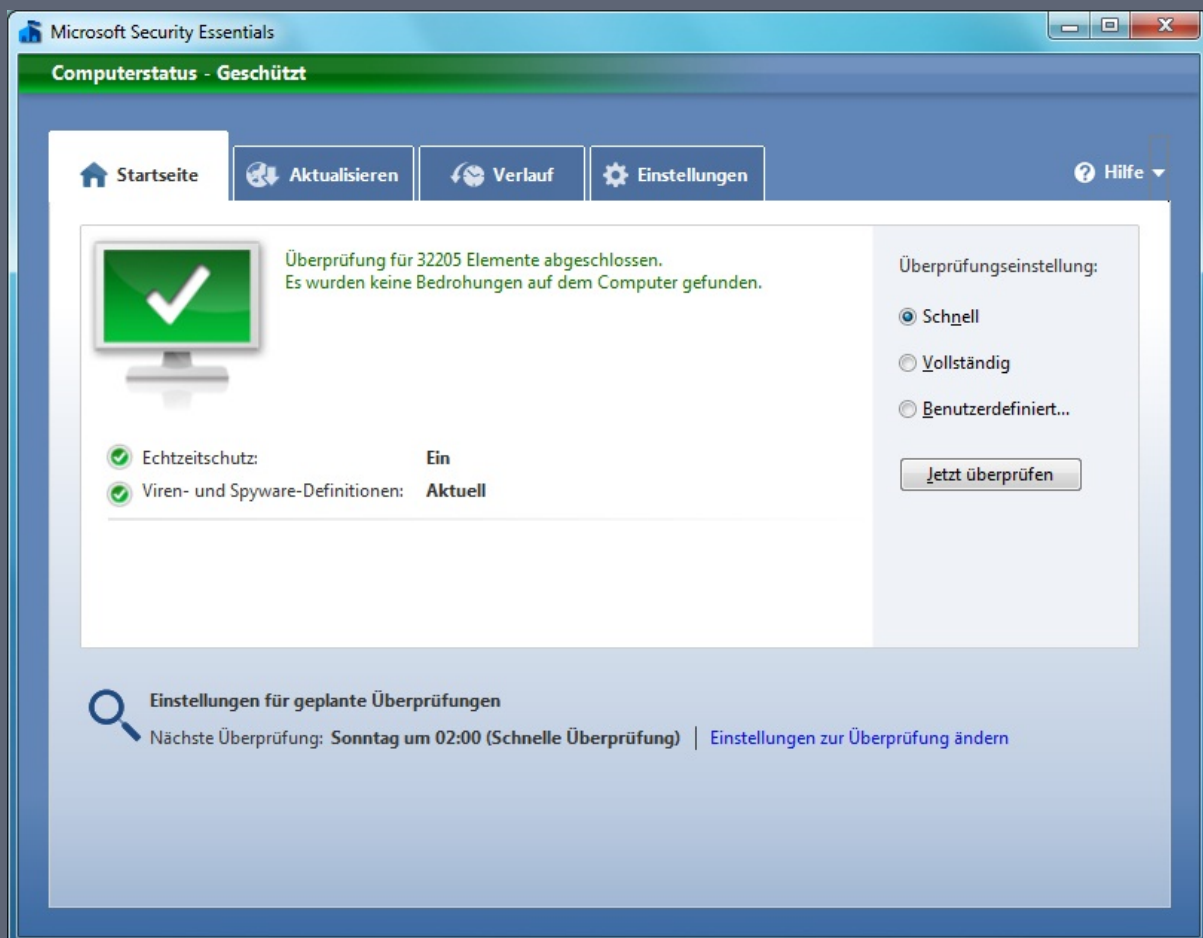 Microsoft Security Essentials
Computerstatus - Geschützt
Startseite
Aktualisieren
Verlauf
Einstellungen
Hilfe
Überprüfung für 32205 Elemente abgeschlossen.
Es wurden keine Bedrohungen auf dem Computer gefunden.
Echtzeitschutz: Ein
Viren- und Spyware-Definitionen: Aktuell
Überprüfungseinstellung:
Schnell
Vollständig
Benutzerdefiniert...
Jetzt überprüfen
Einstellungen für geplante Überprüfungen
Nächste Überprüfung: Sonntag um 02:00 (Schnelle Überprüfung) | Einstellungen zur Überprüfung ändern